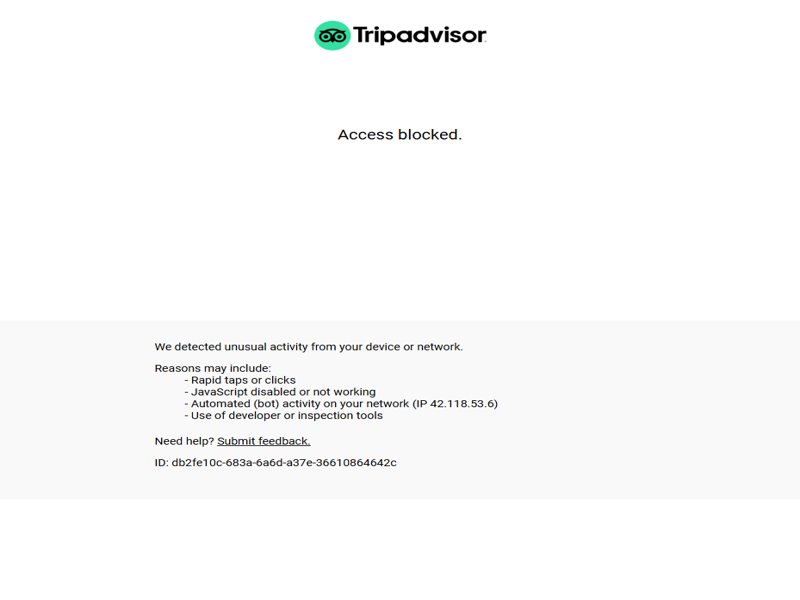 Tripadvisor
Access blocked.
We detected unusual activity from your device or network.
Reasons may include:
- Rapid taps or clicks
- JavaScript disabled or not working
- Automated (bot) activity on your network (IP 42.118.53.6)
- Use of developer or inspection tools
Need help? Submit feedback.
ID: db2fe10c-683a-6a6d-a37e-36610864642c